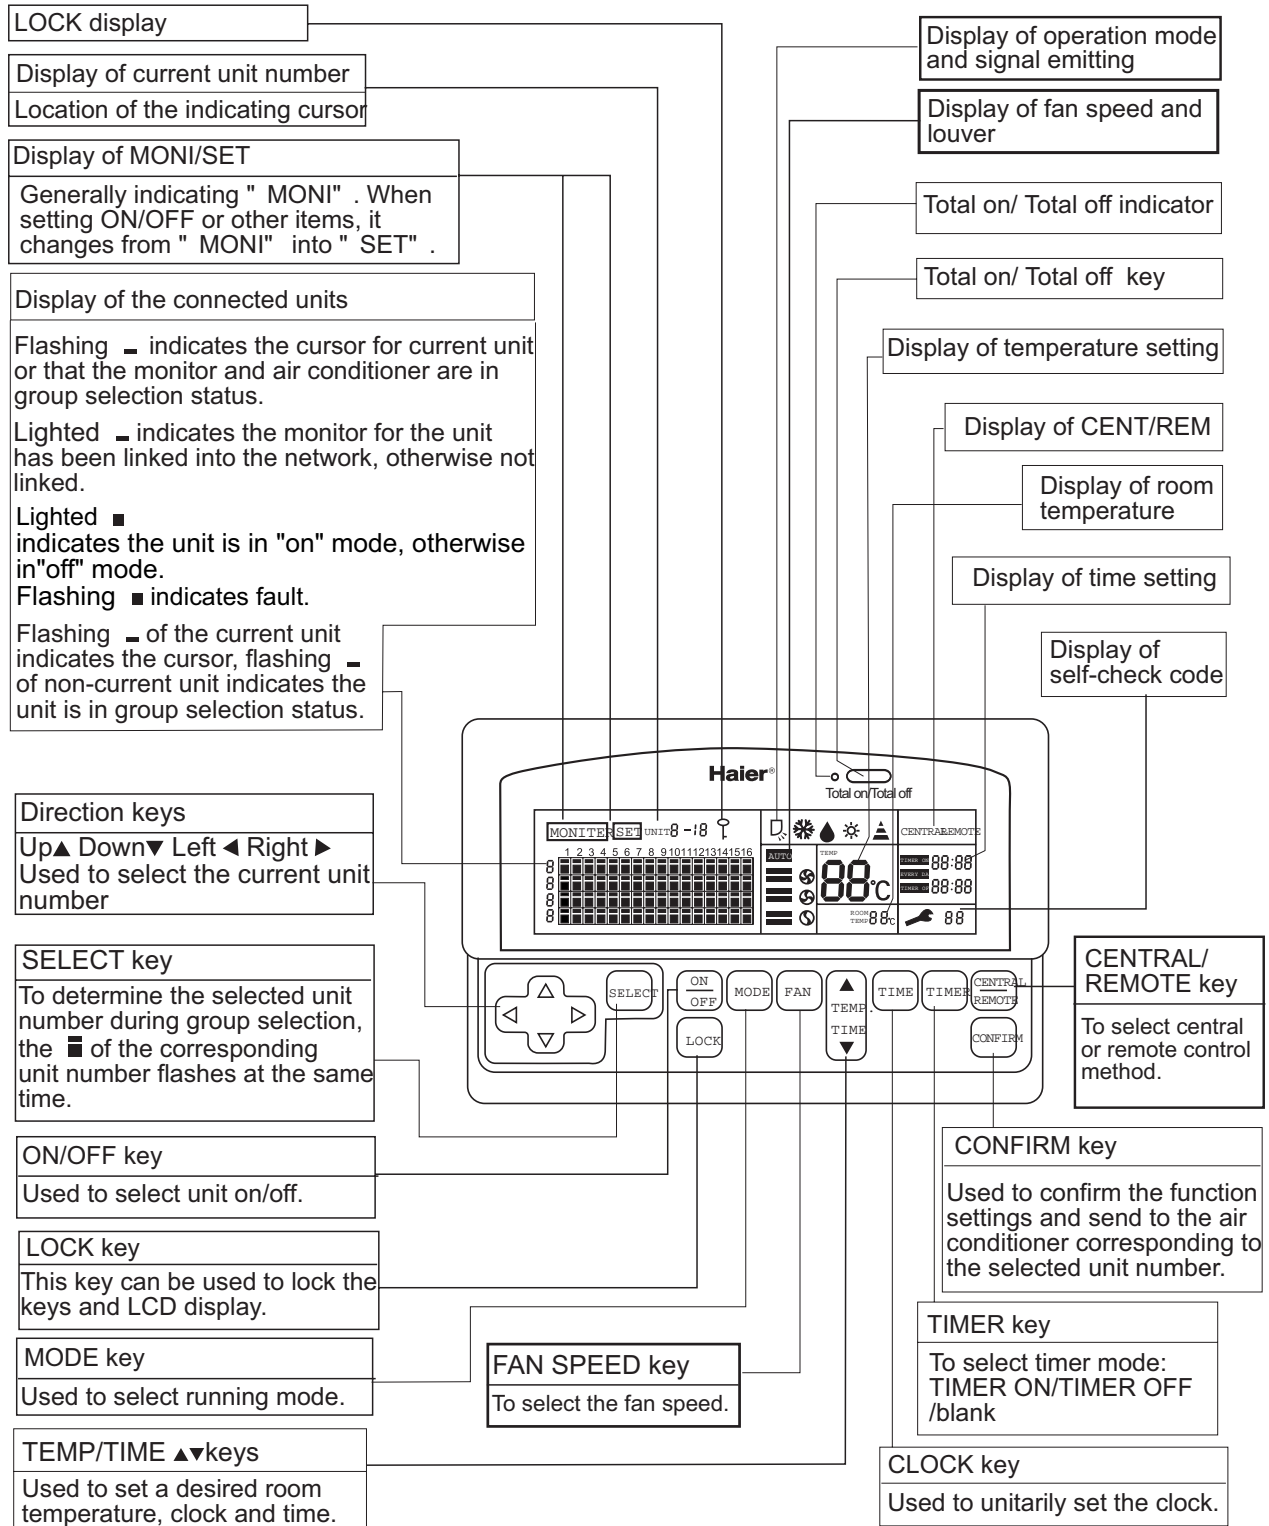 LOCK display
Display of current unit number
Location of the indicating cursor
Display of MONI/SET
Generally indicating " MONI" . When
setting ON/OFF or other items, it
changes from " MONI" into " SET" .
Display of the connected units
Flashing ▬ indicates the cursor for current unit
or that the monitor and air conditioner are in
group selection status.
Lighted ▬ indicates the monitor for the unit
has been linked into the network, otherwise not
linked.
Lighted ■
indicates the unit is in "on" mode, otherwise
in"off" mode.
Flashing ■ indicates fault.
Flashing ▬ of the current unit
indicates the cursor, flashing ▬
of non-current unit indicates the
unit is in group selection status.
Direction keys
Up▲ Down▼ Left ◀ Right ▶
Used to select the current unit
number
SELECT key
To determine the selected unit
number during group selection,
the of the corresponding
unit number flashes at the same
time.
ON/OFF key
Used to select unit on/off.
LOCK key
This key can be used to lock the
keys and LCD display.
MODE key
Used to select running mode.
TEMP/TIME ▲▼keys
Used to set a desired room
temperature, clock and time.
FAN SPEED key
To select the fan speed.
Display of operation mode
and signal emitting
Display of fan speed and
louver
Total on/ Total off indicator
Total on/ Total off key
Display of temperature setting
Display of CENT/REM
Display of room
temperature
Display of time setting
Display of
self-check code
Haier®
Total on/Total off
MONITER SET UNIT 8 -18
1 2 3 4 5 6 7 8 9 10 11 12 13 14 15 16
8
8
8
8
AUTO
TEMP
88°C
ROOM
TEMP 88°C
CENTRAL REMOTE
TIMER ON 88:88
EVERY DA
TIMER OF 88:88
88
SELECT
ON
OFF
LOCK
MODE
FAN
TEMP.
TIME
TIME
TIMER
CENTRAL
REMOTE
CONFIRM
CENTRAL/
REMOTE key
To select central
or remote control
method.
CONFIRM key
Used to confirm the function
settings and send to the air
conditioner corresponding to
the selected unit number.
TIMER key
To select timer mode:
TIMER ON/TIMER OFF
/blank
CLOCK key
Used to unitarily set the clock.